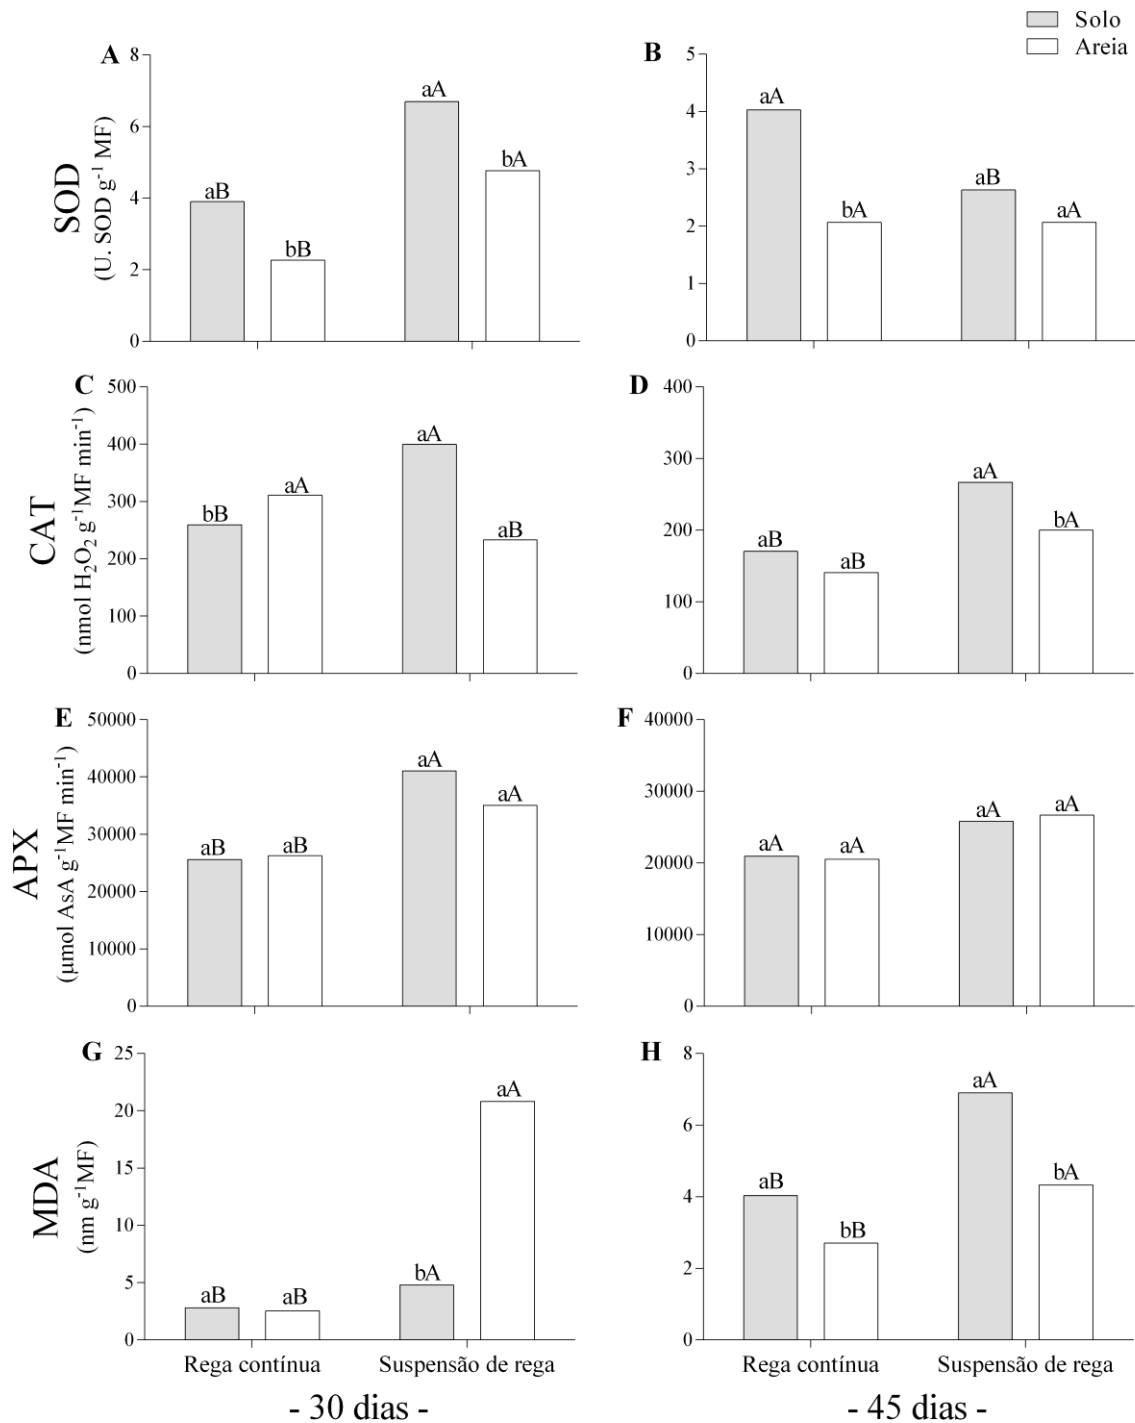 Solo
Areia
A
SOD
(U. SOD g⁻¹ MF)
8
6
4
2
0
aB
bB
aA
bA
B
5
4
3
2
1
0
aA
bA
aB
aA
C
CAT
(nmol H₂O₂ g⁻¹MF min⁻¹)
500
400
300
200
100
0
bB
aA
aA
aB
D
400
300
200
100
0
aB
aB
aA
bA
E
APX
(µmol AsA g⁻¹MF min⁻¹)
50000
40000
30000
20000
10000
0
aB
aB
aA
aA
F
40000
30000
20000
10000
0
aA
aA
aA
aA
G
MDA
(nm g⁻¹MF)
25
20
15
10
5
0
aB
aB
bA
aA
H
8
6
4
2
0
aB
bB
aA
bA
Rega contínua
Suspensão de rega
Rega contínua
Suspensão de rega
- 30 dias -
- 45 dias -